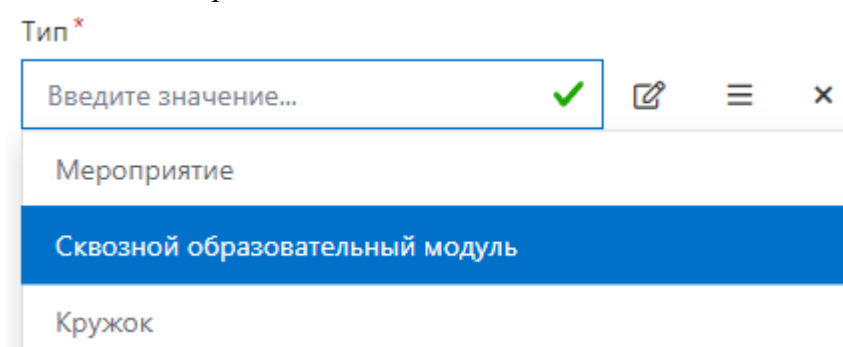 Тип*
Введите значение...
Мероприятие
Сквозной образовательный модуль
Кружок